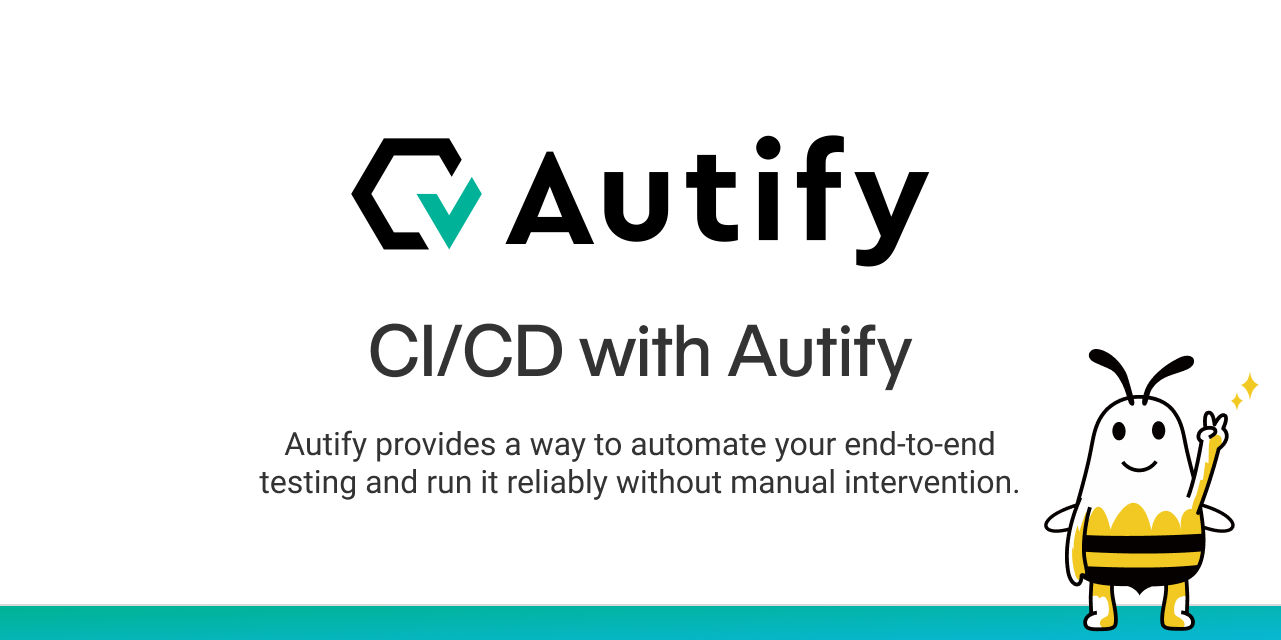 Autify
CI/CD with Autify
Autify provides a way to automate your end-to-end
testing and run it reliably without manual intervention.